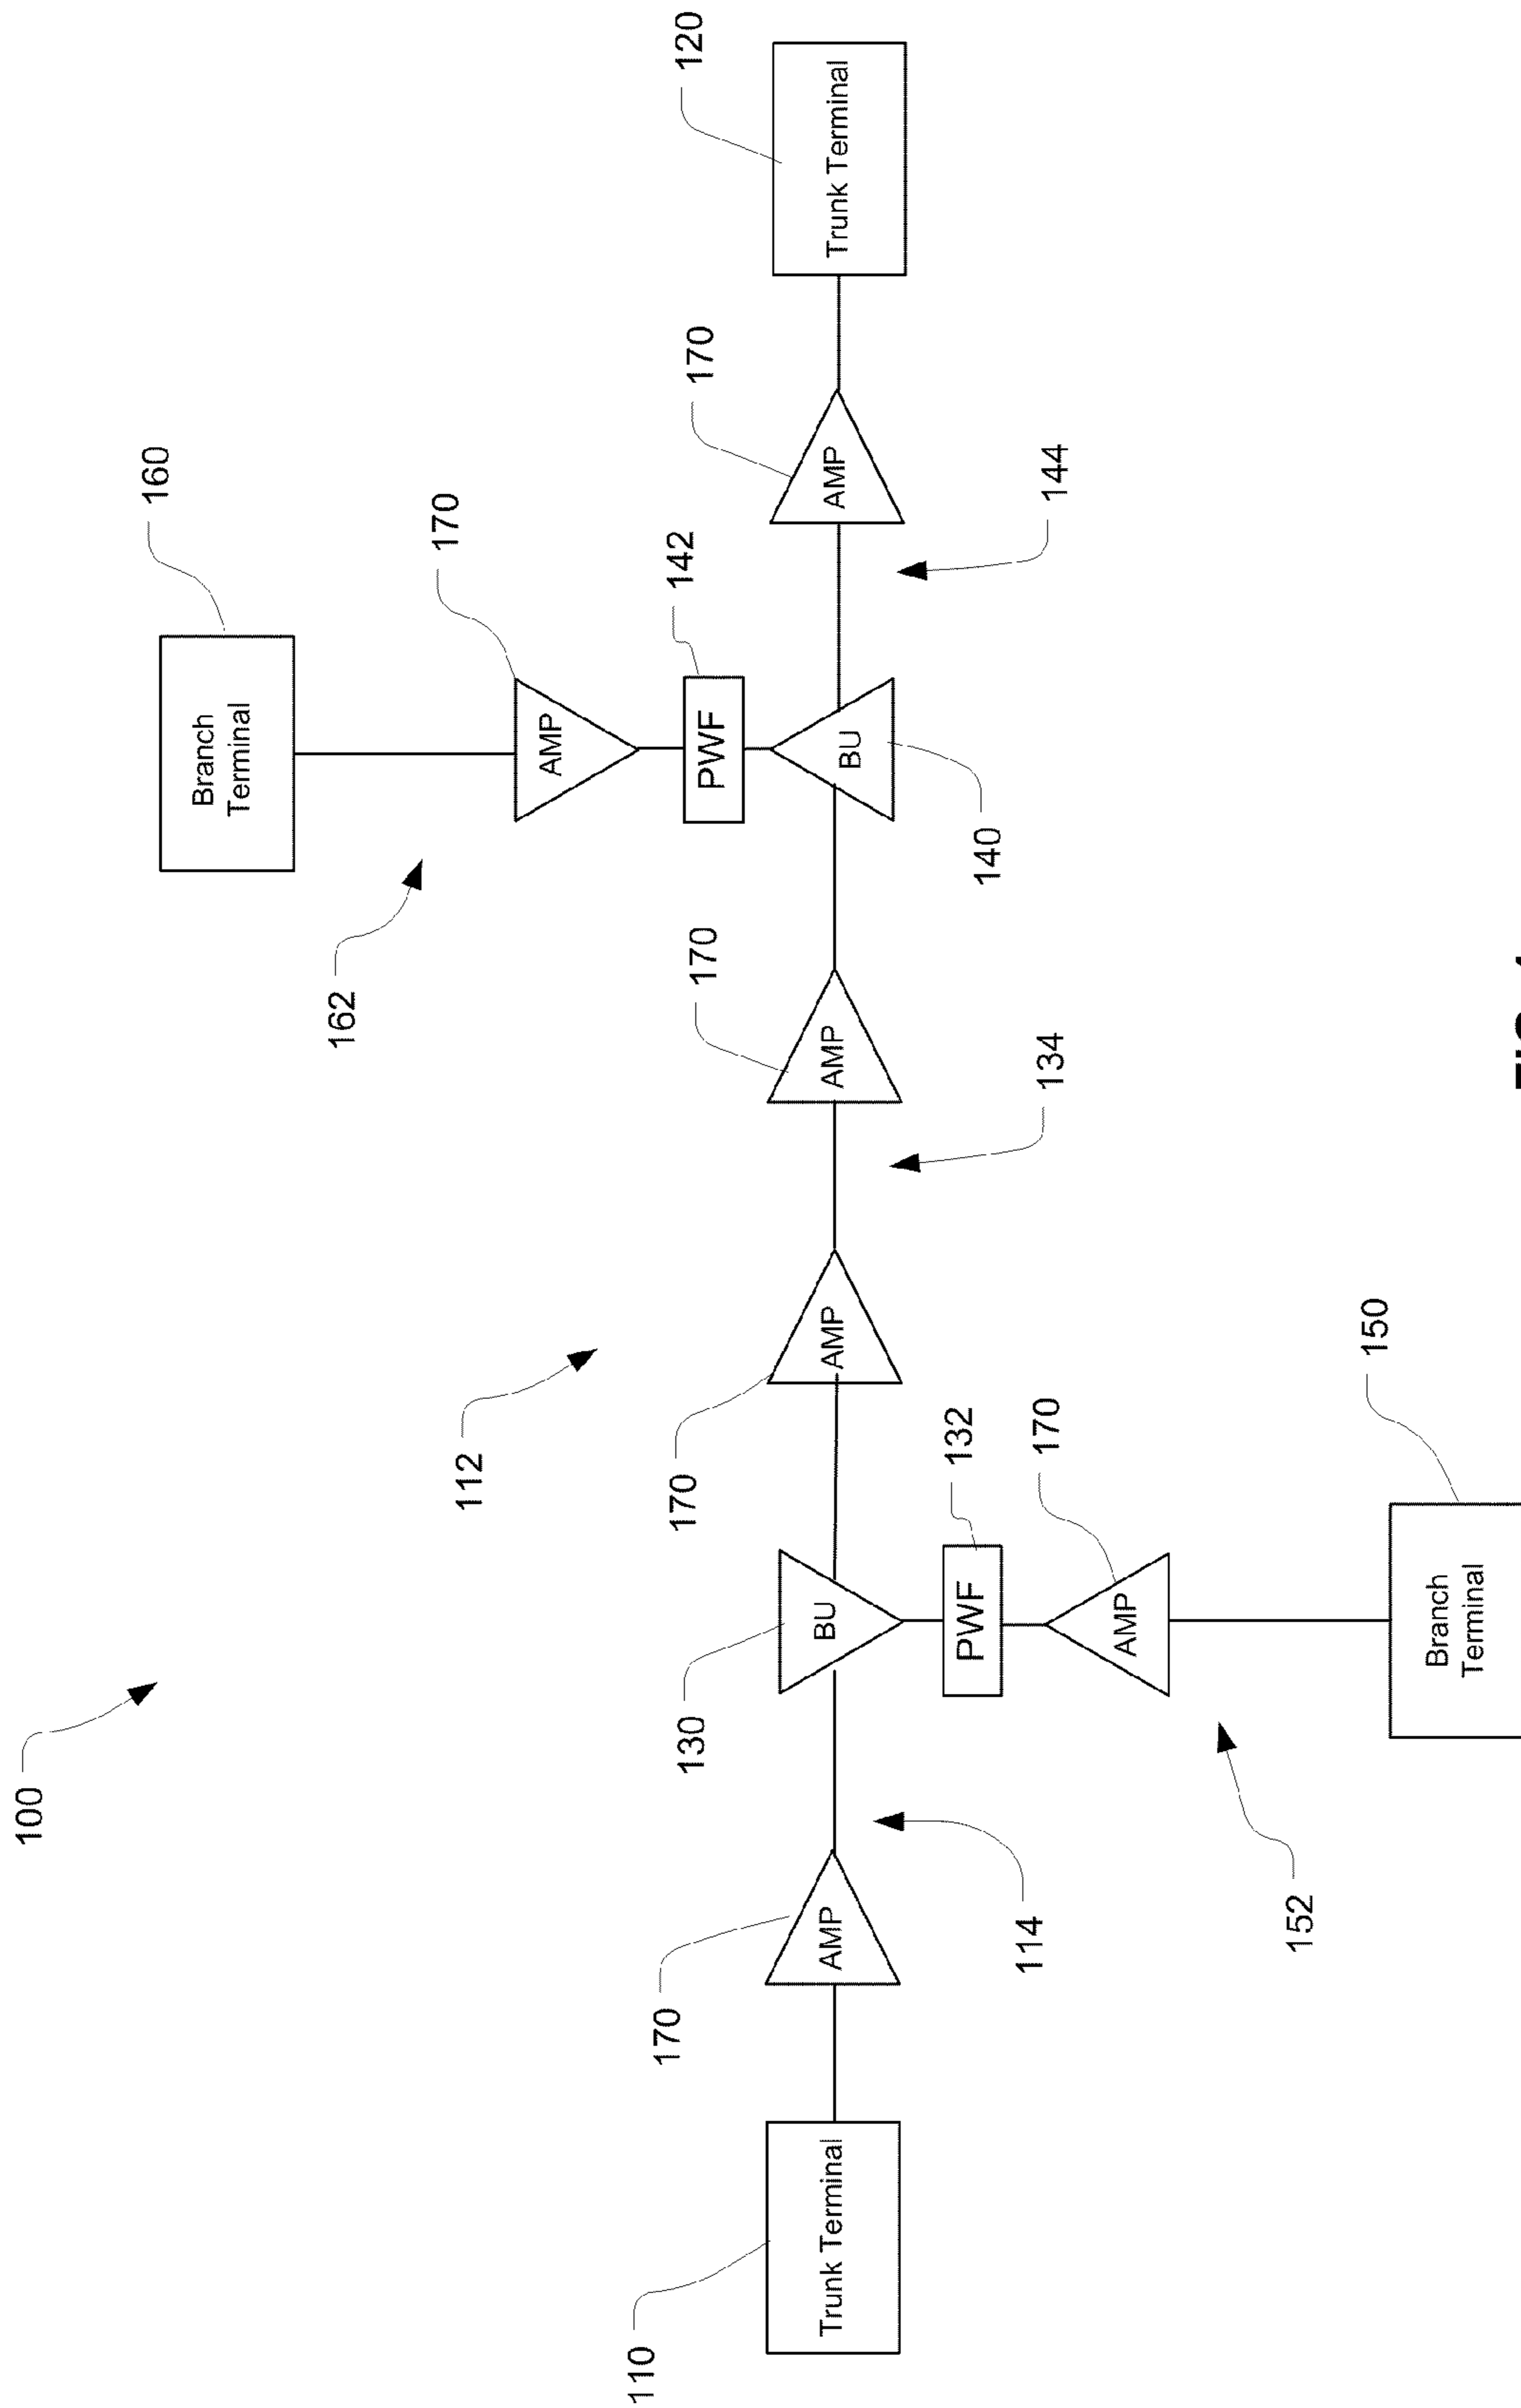 100
160
Branch
Terminal
162
170
112
AMP
110
170
130
170
170
142
170
120
PWF
Trunk Terminal
AMP
BU
AMP
AMP
BU
AMP
Trunk Terminal
132
140
PWF
114
170
134
144
AMP
152
150
Branch
Terminal